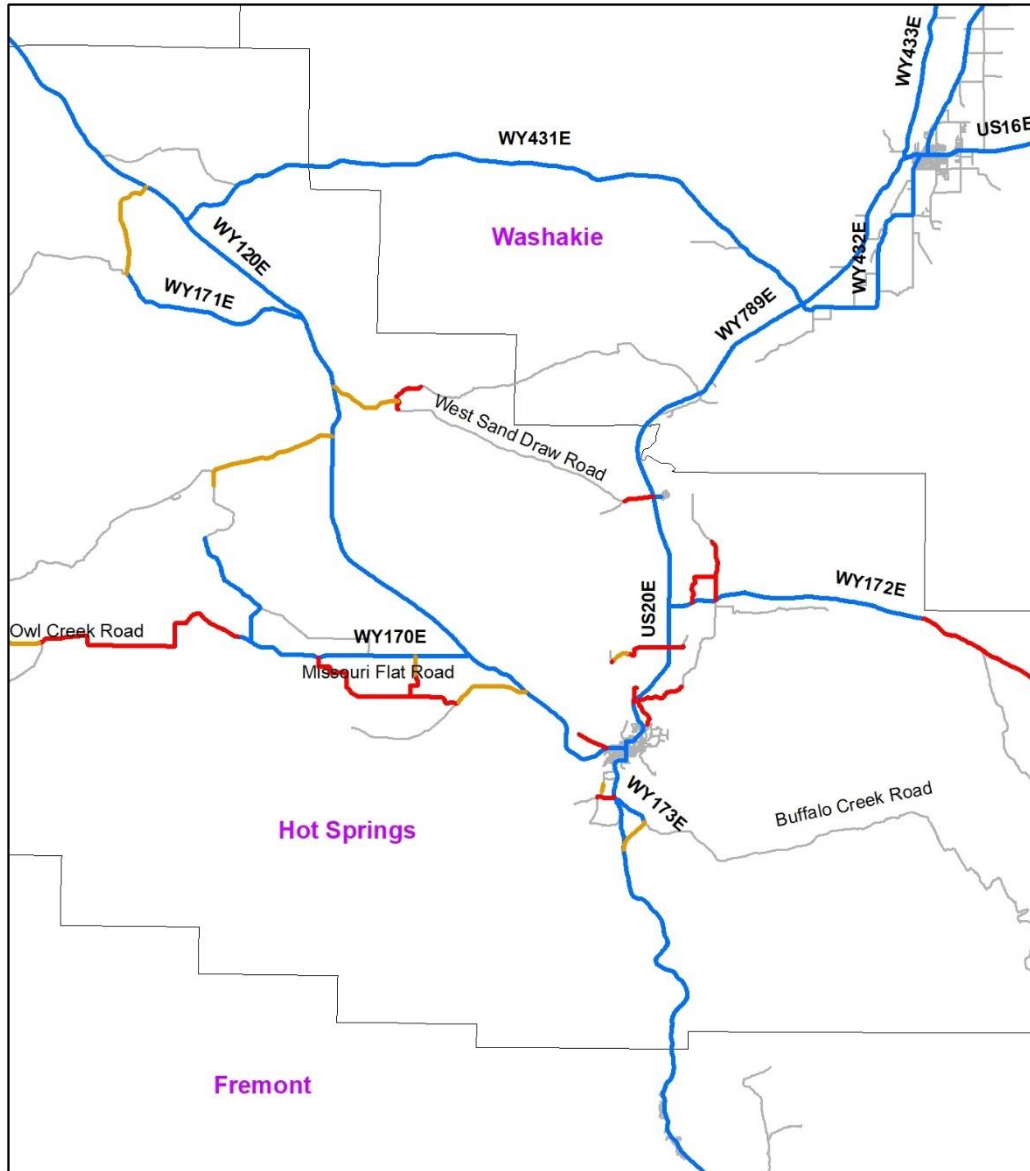 WY433E
US16E
WY431E
Washakie
WY432E
WY120E
WY171E
WY789E
West Sand Draw Road
WY172E
US20E
Owl Creek Road
WY170E
Missouri Flat Road
WY173E
Buffalo Creek Road
Hot Springs
Fremont